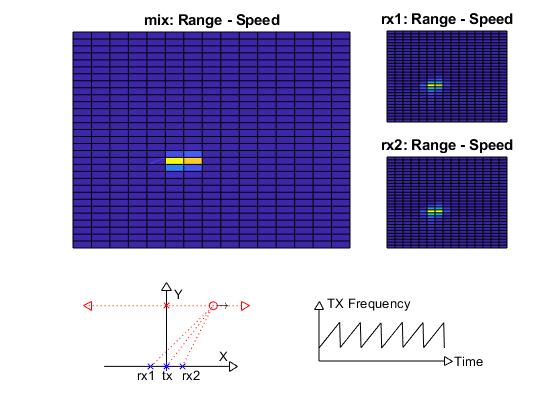 mix: Range - Speed
rx1: Range - Speed
rx2: Range - Speed
Y
X
rx1 tx rx2
TX Frequency
Time